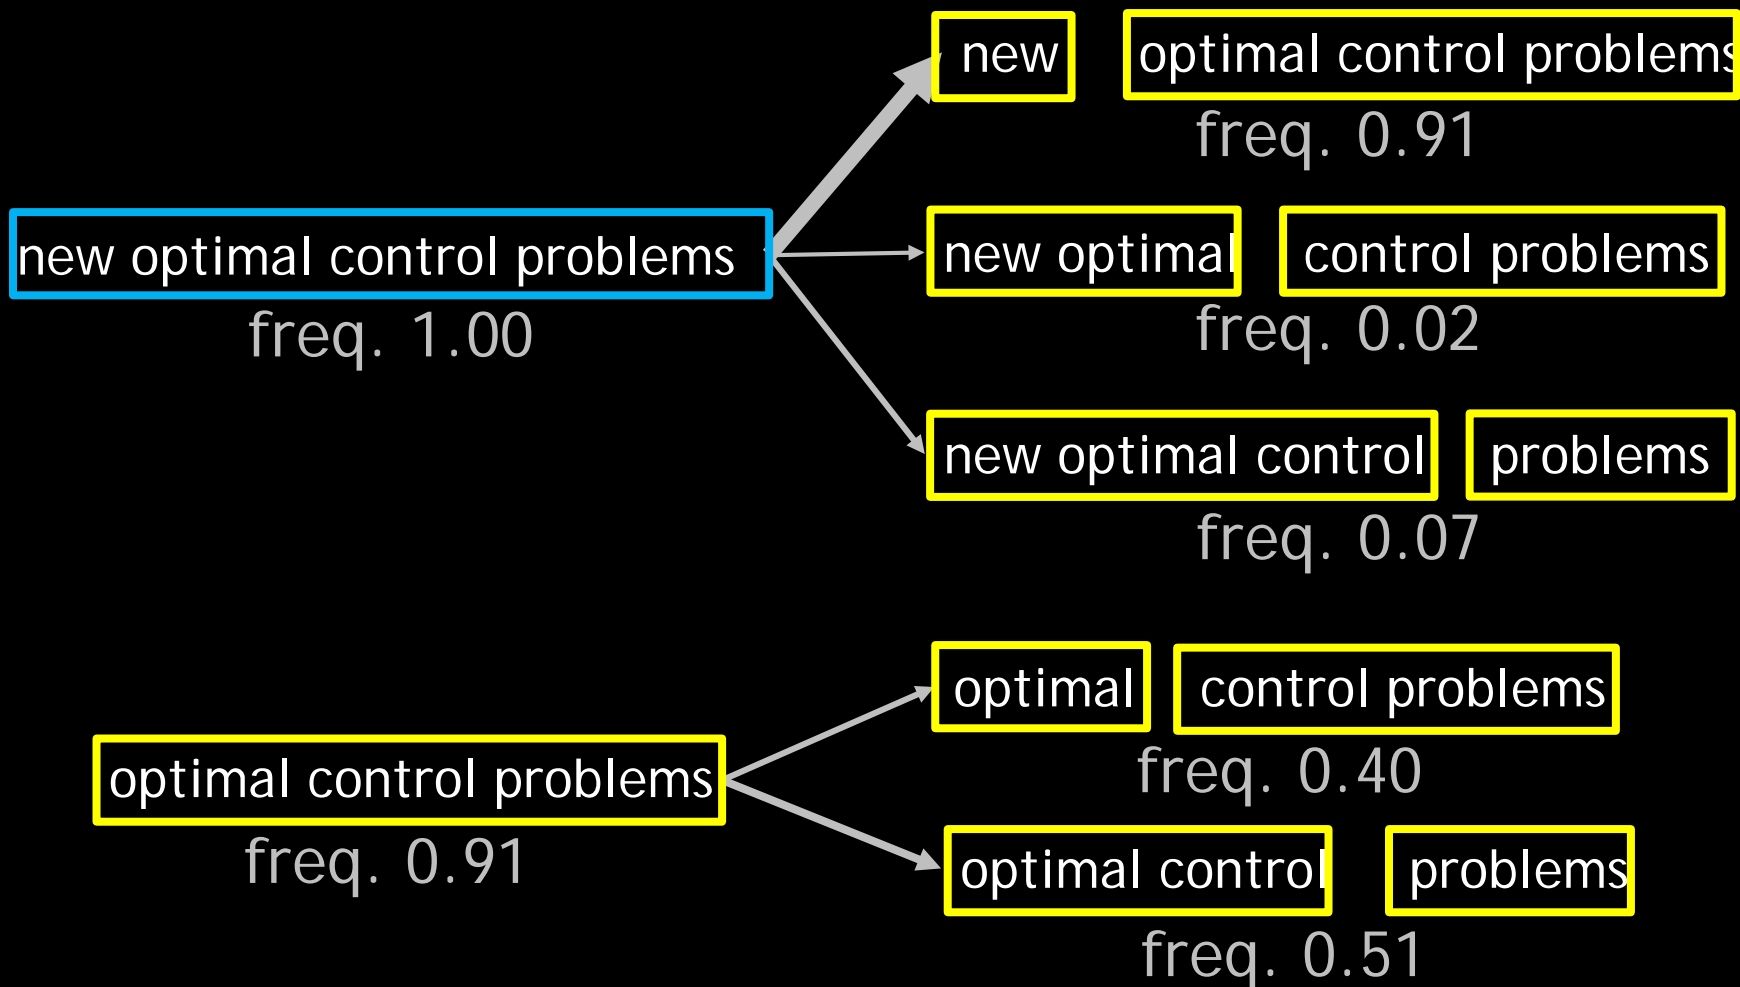 new optimal control problems
freq. 0.91
new optimal control problems
freq. 1.00
new optimal control problems
freq. 0.02
new optimal control problems
freq. 0.07
optimal control problems
freq. 0.40
optimal control problems
freq. 0.91
optimal control problems
freq. 0.51